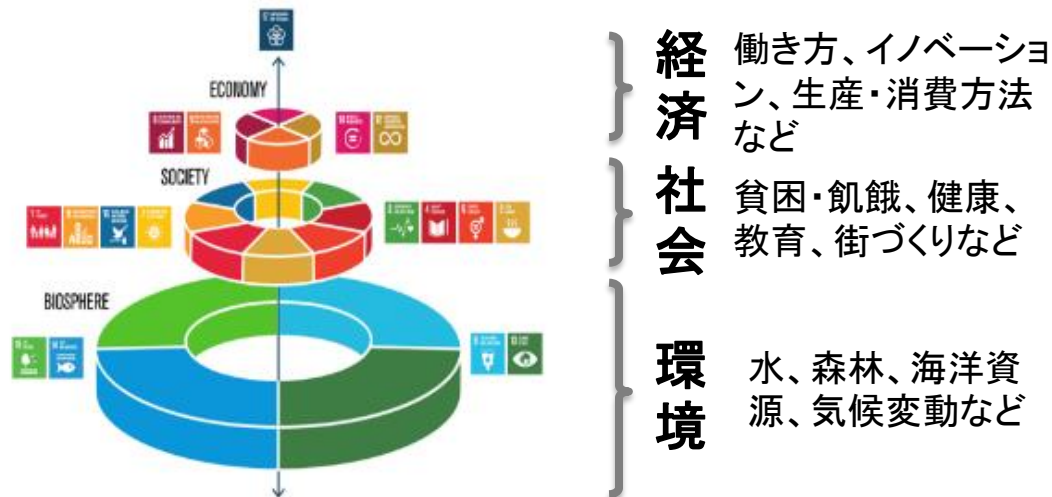 ECONOMY
SOCIETY
BIOSPHERE
経済
働き方、イノベーショ
ン、生産・消費方法
など
社会
貧困・飢餓、健康、
教育、街づくりなど
環境
水、森林、海洋資
源、気候変動など